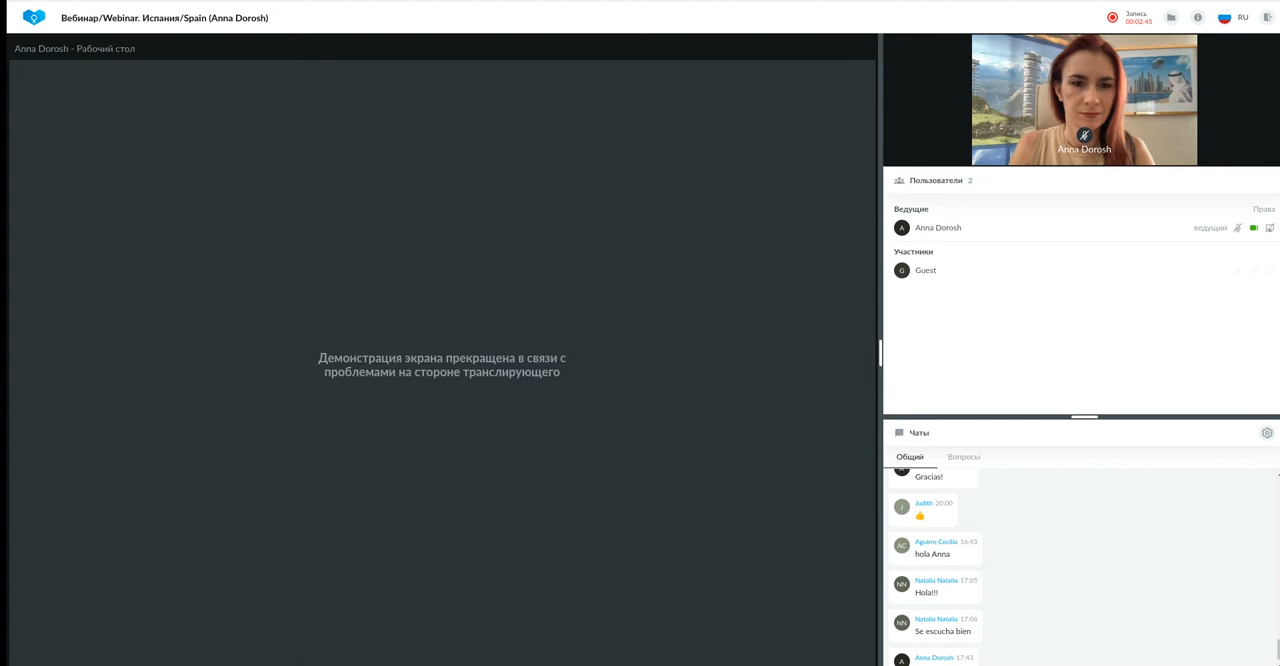 Вебинар/Webinar. Испания/Spain (Anna Dorosh)
Запись
00:02:45
RU
Anna Dorosh - Рабочий стол
Демонстрация экрана прекращена в связи с
проблемами на стороне транслирующего
Anna Dorosh
Пользователи 2
Ведущие Права
A Anna Dorosh ведущий
Участники
G Guest
Чаты
Общий Вопросы
Gracias!
J Judith 20:00
👍
AC Aguirre Cecilia 16:43
hola Anna
NN Natalia Natalia 17:05
Hola!!!
NN Natalia Natalia 17:06
Se escucha bien
A Anna Dorosh 17:43